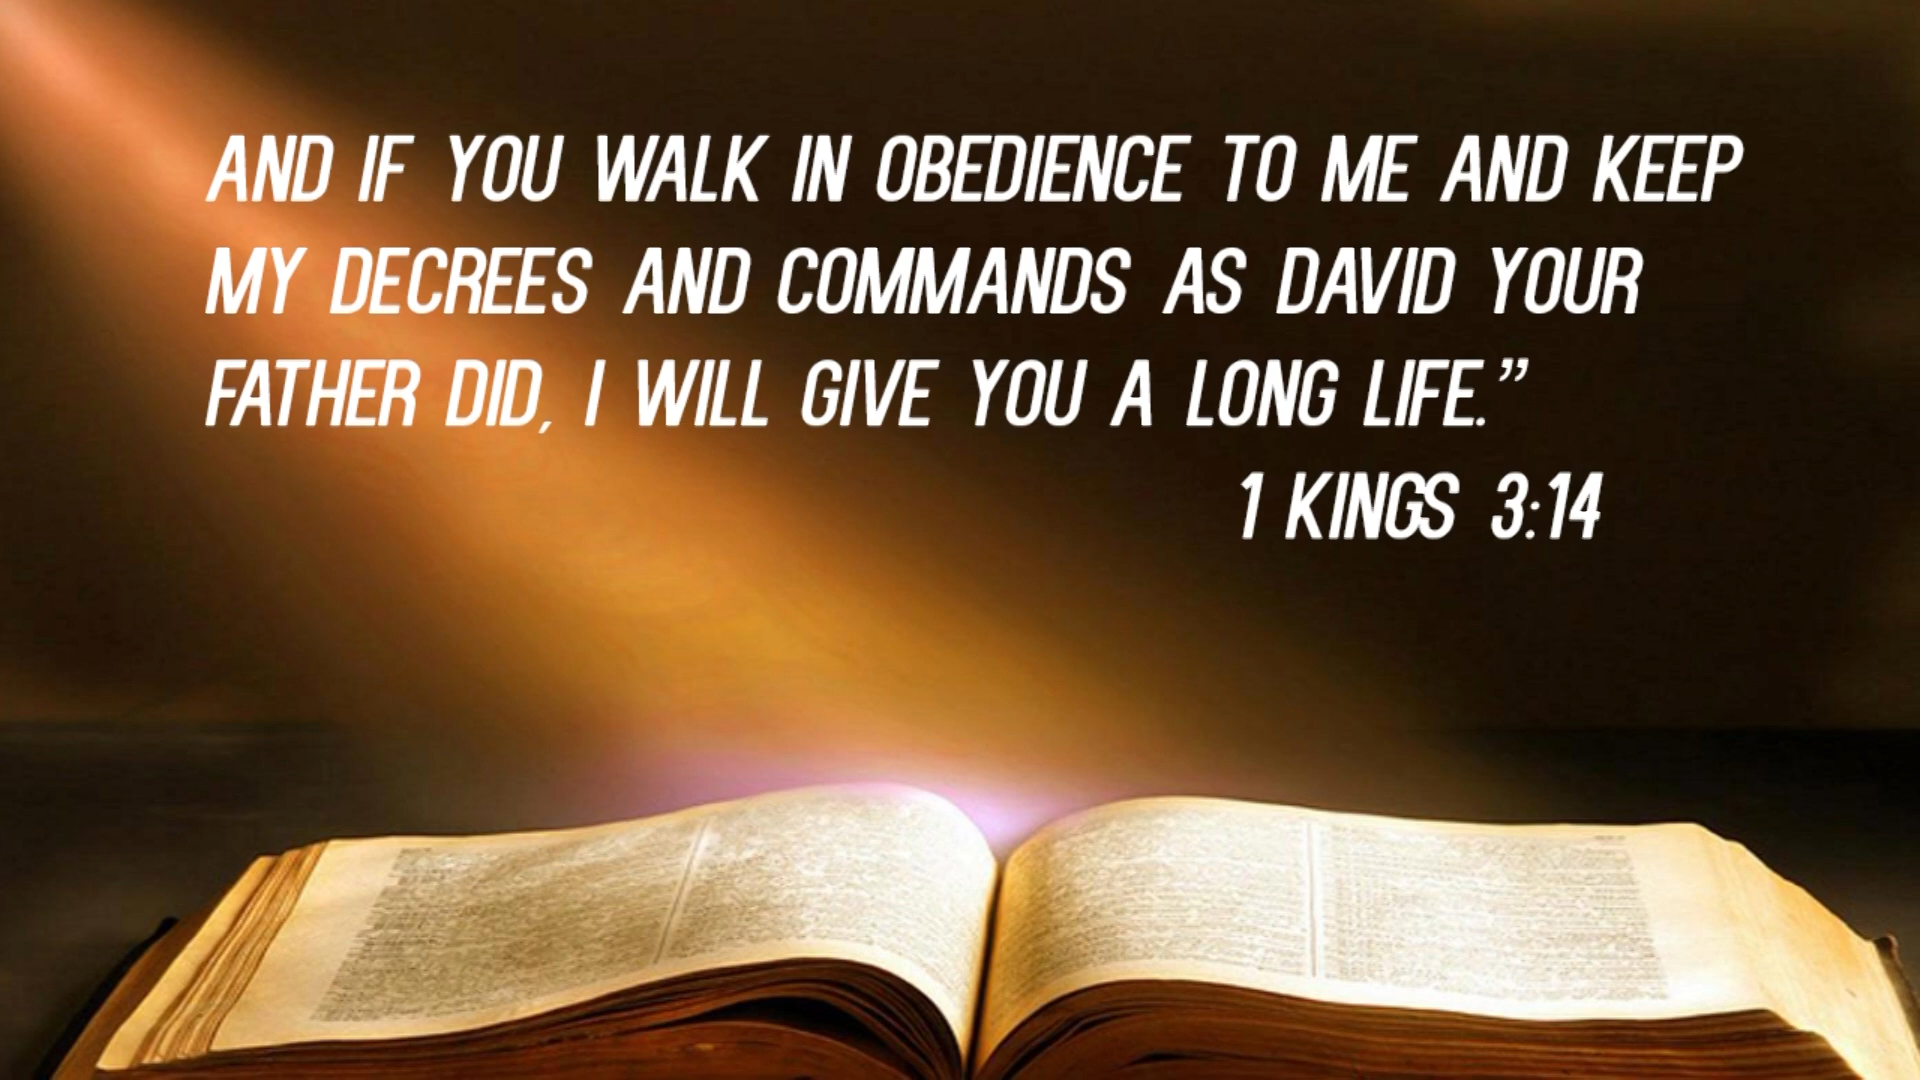 AND IF YOU WALK IN OBEDIENCE TO ME AND KEEP
MY DECREES AND COMMANDS AS DAVID YOUR
FATHER DID, I WILL GIVE YOU A LONG LIFE.”
1 KINGS 3:14